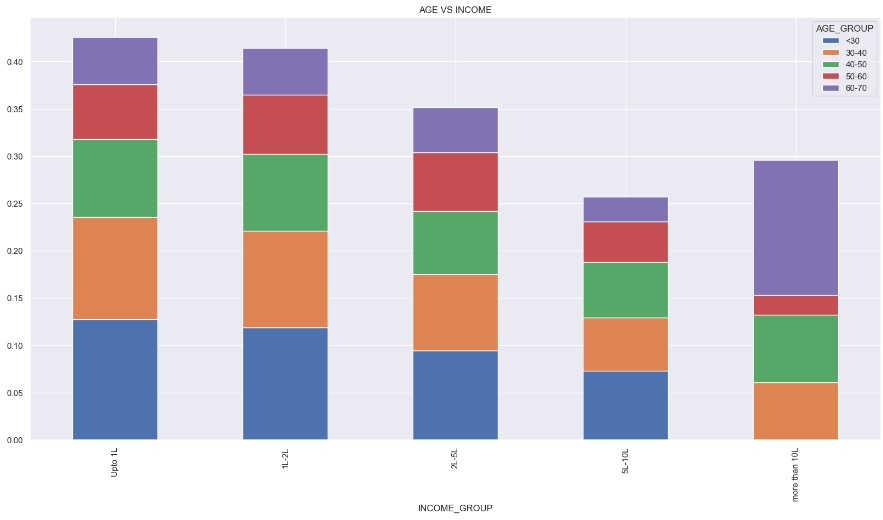 AGE VS INCOME
AGE_GROUP
<30
30-40
40-50
50-60
60-70
0.40
0.35
0.30
0.25
0.20
0.15
0.10
0.05
0.00
Upto 1L
1L-2L
2L-5L
5L-10L
more than 10L
INCOME_GROUP